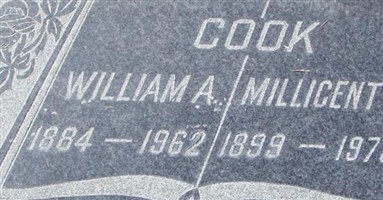 COOK
WILLIAM A. MILLICENT
1884 — 1962 1899 — 197